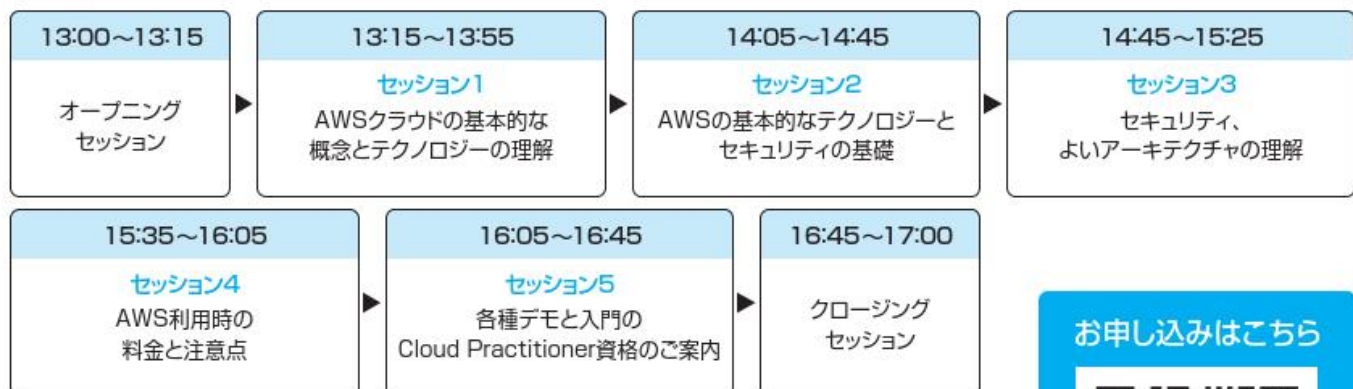 13:00～13:15
オープニング
セッション
13:15～13:55
セッション1
AWSクラウドの基本的な
概念とテクノロジーの理解
14:05～14:45
セッション2
AWSの基本的なテクノロジーと
セキュリティの基礎
14:45～15:25
セッション3
セキュリティ、
よいアーキテクチャの理解
15:35～16:05
セッション4
AWS利用時の
料金と注意点
16:05～16:45
セッション5
各種デモと入門の
Cloud Practitioner資格のご案内
16:45～17:00
クロージング
セッション
お申し込みはこちら